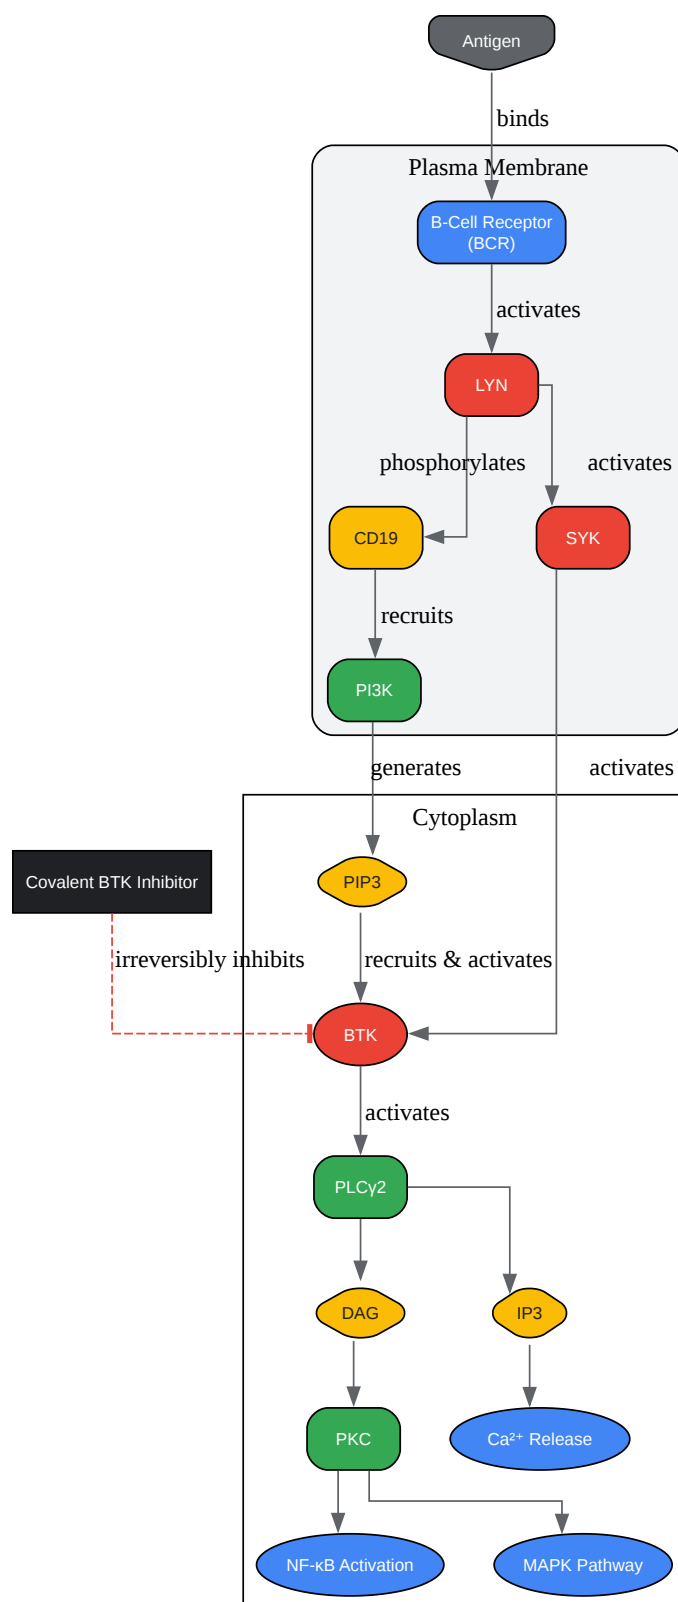 Antigen
binds
Plasma Membrane
B-Cell Receptor
(BCR)
activates
LYN
phosphorylates
activates
CD19
SYK
recruits
PI3K
generates
activates
Cytoplasm
Covalent BTK Inhibitor
PIP3
irreversibly inhibits
recruits & activates
BTK
activates
PLCγ2
DAG
IP3
PKC
Ca²⁺ Release
NF-κB Activation
MAPK Pathway